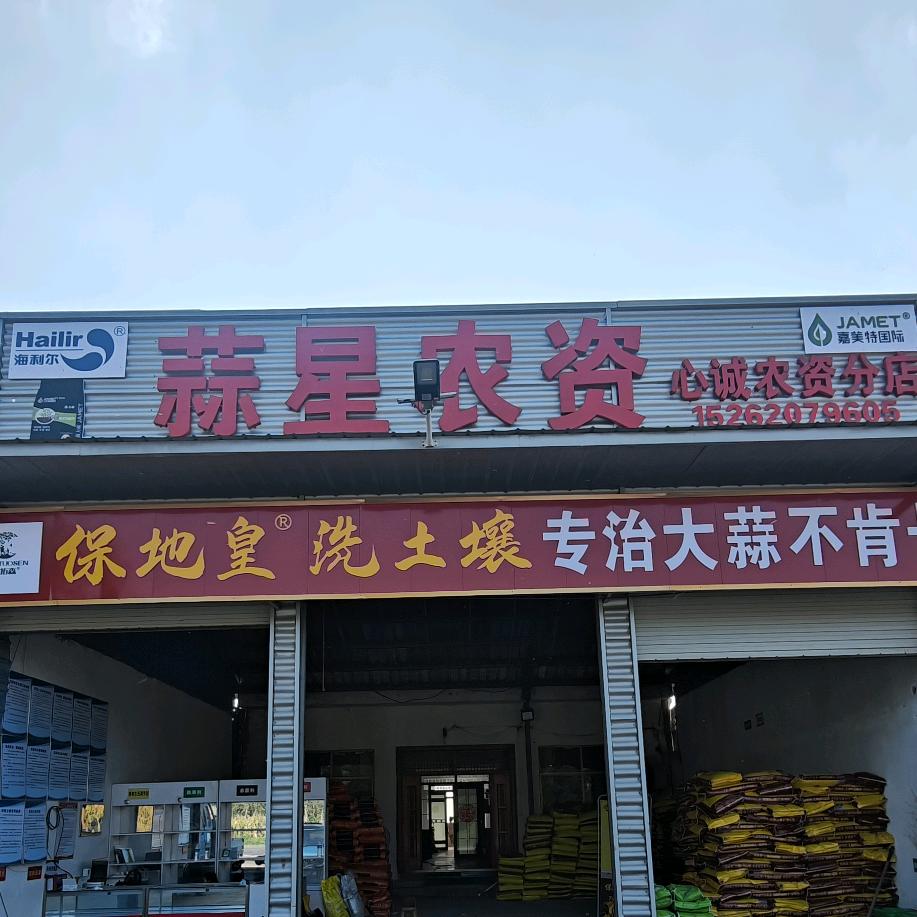 Hailir®
海利尔
蒜星农资
JAMET®
嘉美特国际
心诚农资分店
15262079605
TUOSEN
保地皇® 洗土壤 专治大蒜不肯